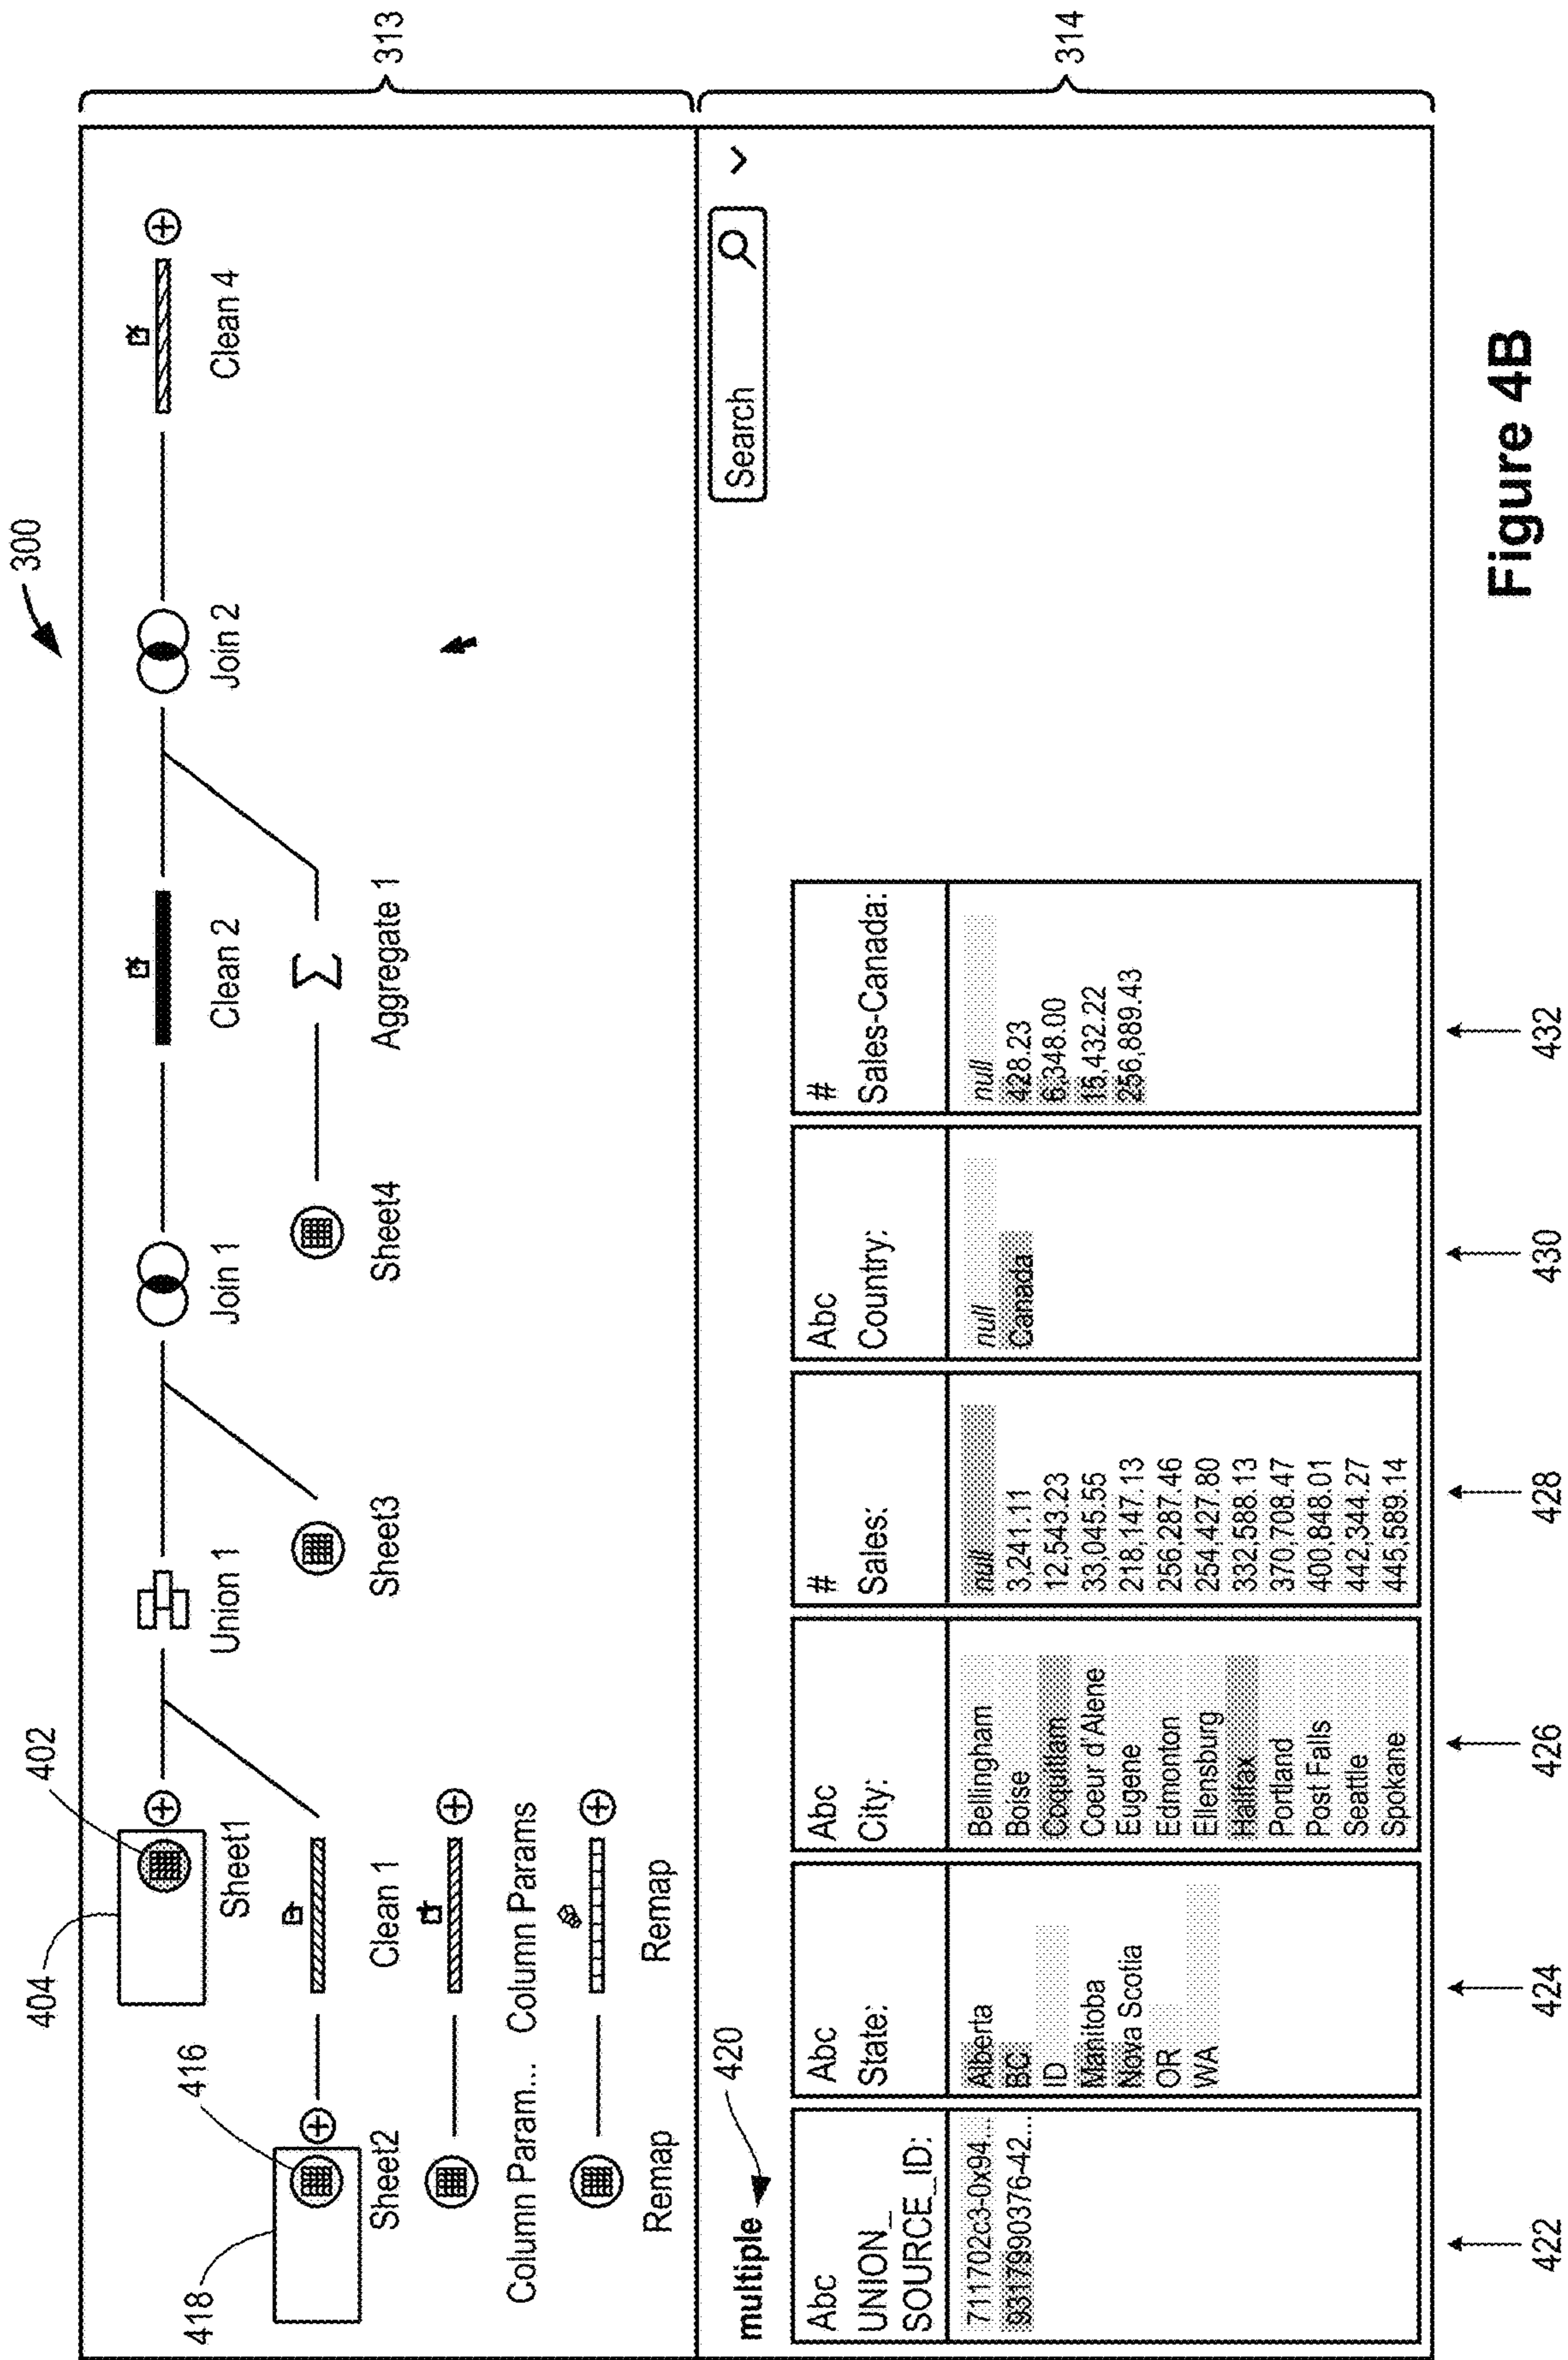 300
404
402
418
416
Sheet1
Union 1
Join 1
Clean 2
Join 2
Clean 4
Sheet2
Clean 1
Sheet3
Sheet4
Aggregate 1
Column Param...
Column Params
Remap
Remap
313
multiple
420
Search
Abc
UNION_
SOURCE_ID:
711702c3-0x94...
9317990376-42...
Abc
State:
Alberta
BC
ID
Manitoba
Nova Scotia
OR
WA
Abc
City:
Bellingham
Boise
Coquitlam
Coeur d'Alene
Eugene
Edmonton
Ellensburg
Halifax
Portland
Post Falls
Seattle
Spokane
#
Sales:
null
3,241.11
12,543.23
33,045.55
218,147.13
256,287.46
254,427.80
332,588.13
370,708.47
400,848.01
442,344.27
445,589.14
Abc
Country:
null
Canada
#
Sales-Canada:
null
428.23
6,348.00
15,432.22
256,889.43
314
422
424
426
428
430
432
Figure 4B